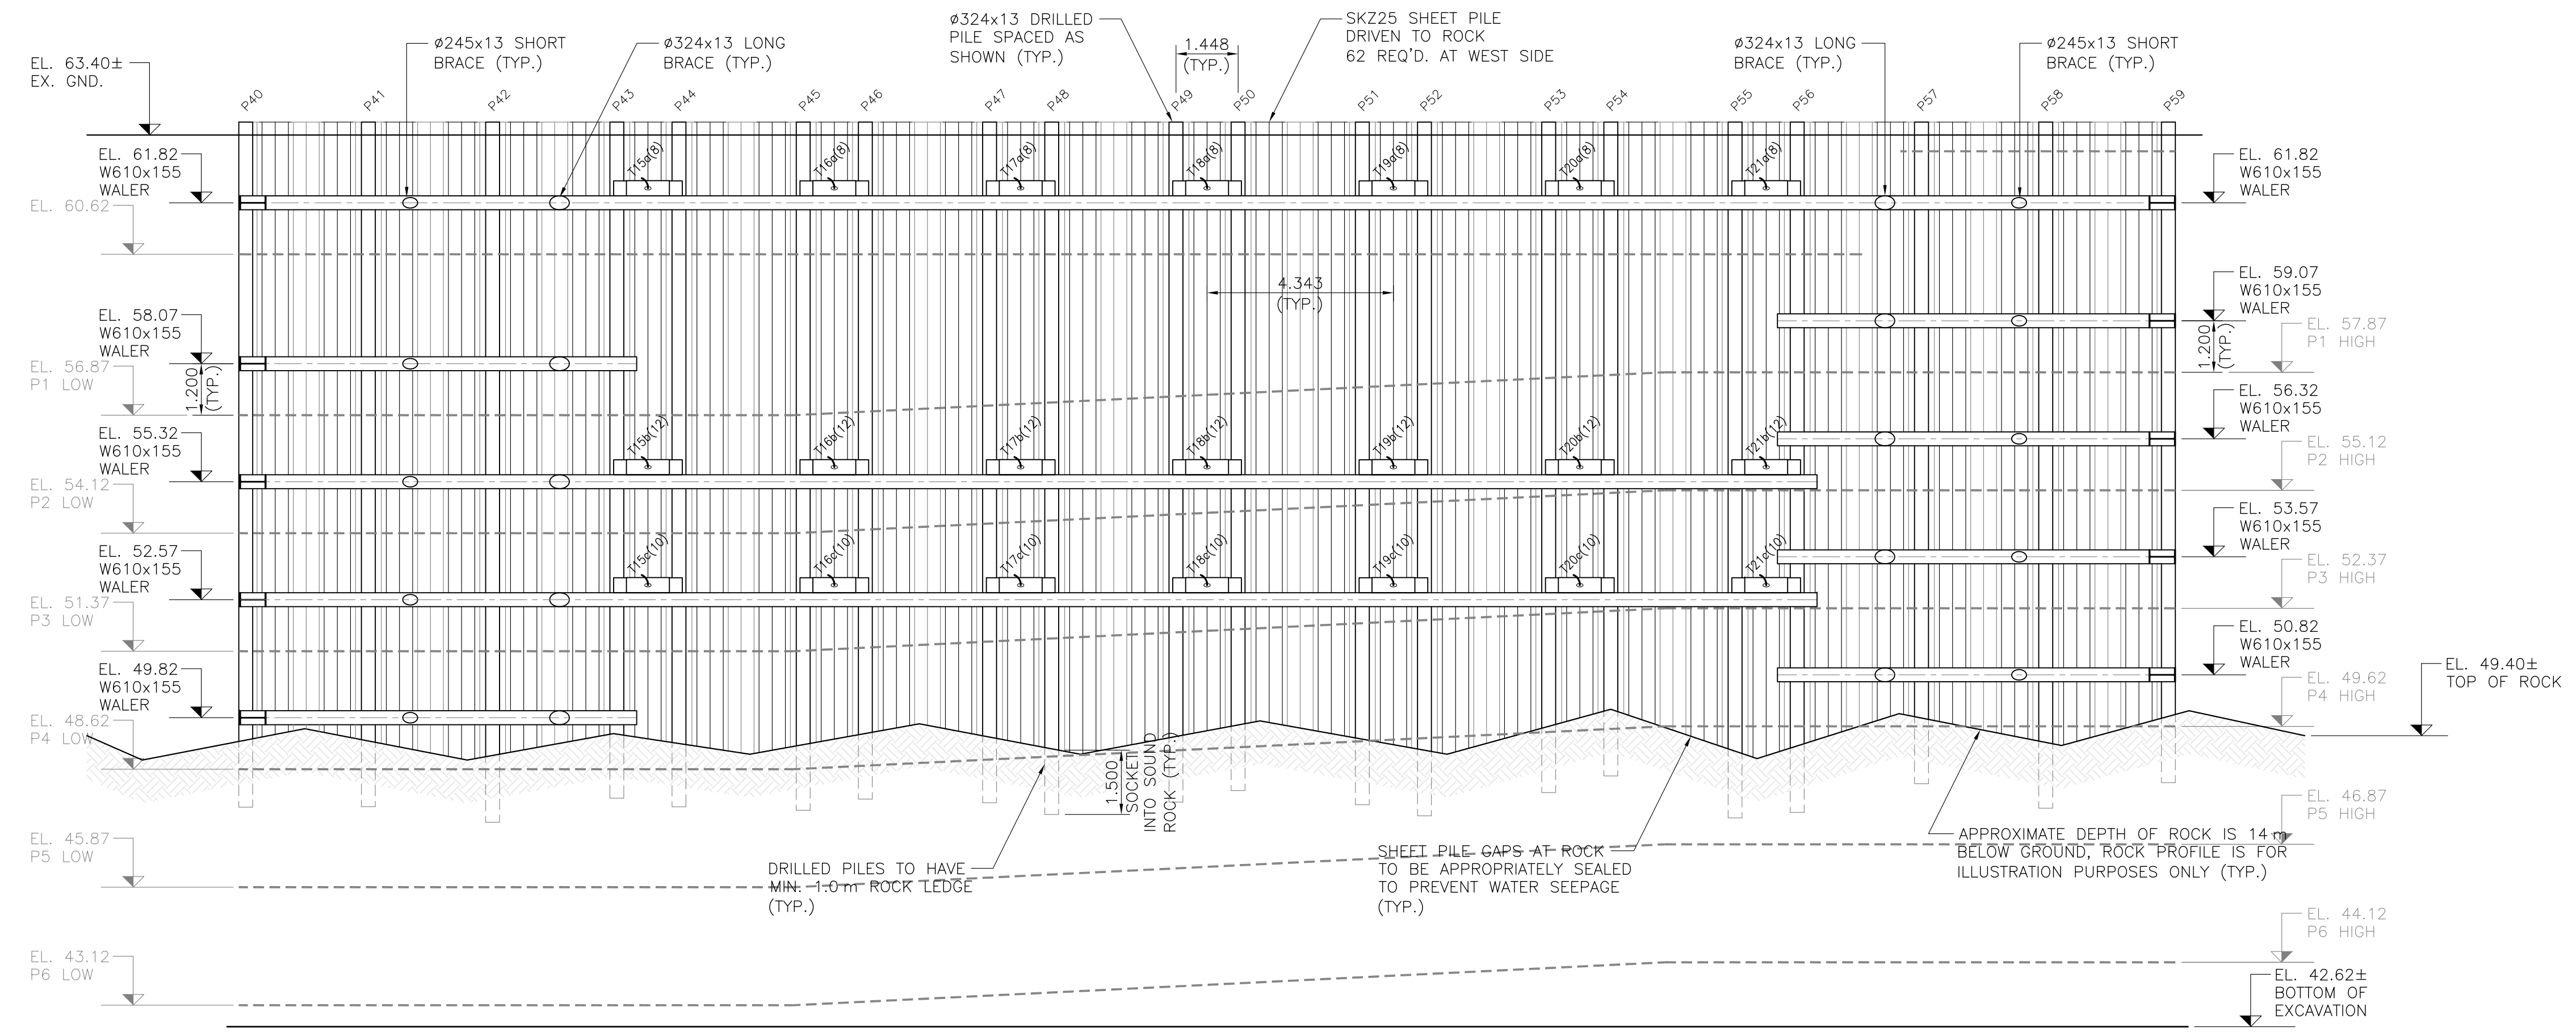 EL. 63.40±
EX. GND.
ø245x13 SHORT
BRACE (TYP.)
ø324x13 LONG
BRACE (TYP.)
ø324x13 DRILLED
PILE SPACED AS
SHOWN (TYP.)
1.448
(TYP.)
SKZ25 SHEET PILE
DRIVEN TO ROCK
62 REQ'D. AT WEST SIDE
ø324x13 LONG
BRACE (TYP.)
ø245x13 SHORT
BRACE (TYP.)
P40
P41
P42
P43
P44
P45
P46
P47
P48
P49
P50
P51
P52
P53
P54
P55
P56
P57
P58
P59
EL. 61.82
W610x155
WALER
EL. 60.62
T15a(8)
T16a(8)
T17a(8)
T18a(8)
T19a(8)
T20a(8)
T21a(8)
EL. 61.82
W610x155
WALER
4.343
(TYP.)
EL. 59.07
W610x155
WALER
EL. 58.07
W610x155
WALER
EL. 56.87
P1 LOW
1.200
(TYP.)
EL. 57.87
P1 HIGH
1.200
(TYP.)
EL. 56.32
W610x155
WALER
EL. 55.32
W610x155
WALER
T15b(12)
T16b(12)
T17b(12)
T18b(12)
T19b(12)
T20b(12)
T21b(12)
EL. 55.12
P2 HIGH
EL. 54.12
P2 LOW
EL. 53.57
W610x155
WALER
EL. 52.57
W610x155
WALER
T15c(10)
T16c(10)
T17c(10)
T18c(10)
T19c(10)
T20c(10)
T21c(10)
EL. 52.37
P3 HIGH
EL. 51.37
P3 LOW
EL. 50.82
W610x155
WALER
EL. 49.82
W610x155
WALER
EL. 49.62
P4 HIGH
EL. 49.40±
TOP OF ROCK
EL. 48.62
P4 LOW
1.500
SOCKET
INTO SOUND
ROCK (TYP.)
EL. 46.87
P5 HIGH
EL. 45.87
P5 LOW
DRILLED PILES TO HAVE
MIN. 1.0 m ROCK LEDGE
(TYP.)
SHEET PILE GAPS AT ROCK
TO BE APPROPRIATELY SEALED
TO PREVENT WATER SEEPAGE
(TYP.)
APPROXIMATE DEPTH OF ROCK IS 14 m
BELOW GROUND, ROCK PROFILE IS FOR
ILLUSTRATION PURPOSES ONLY (TYP.)
EL. 44.12
P6 HIGH
EL. 43.12
P6 LOW
EL. 42.62±
BOTTOM OF
EXCAVATION